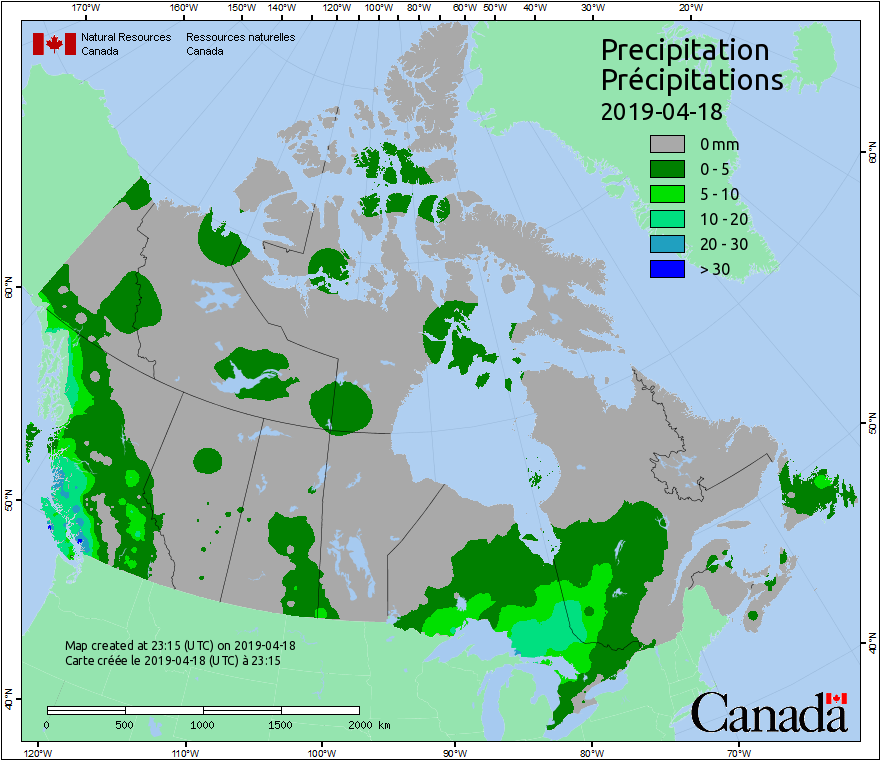 170°W 160°W 150°W 140°W 120°W 100°W 80°W 60°W 50°W 40°W 30°W 20°W
Natural Resources Ressources naturelles
Canada Canada
Precipitation
Précipitations
2019-04-18
0 mm
0 - 5
5 - 10
10 - 20
20 - 30
> 30
60°N
60°N
50°N
50°N
40°N
40°N
Map created at 23:15 (UTC) on 2019-04-18
Carte créée le 2019-04-18 (UTC) à 23:15
0 500 1000 1500 2000 km
Canada
120°W 110°W 100°W 90°W 80°W 70°W